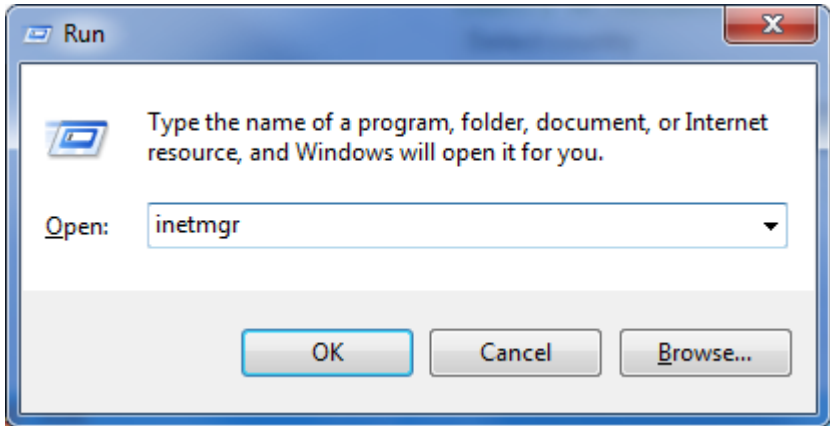 Run
Type the name of a program, folder, document, or Internet
resource, and Windows will open it for you.
Open: inetmgr
OK Cancel Browse...